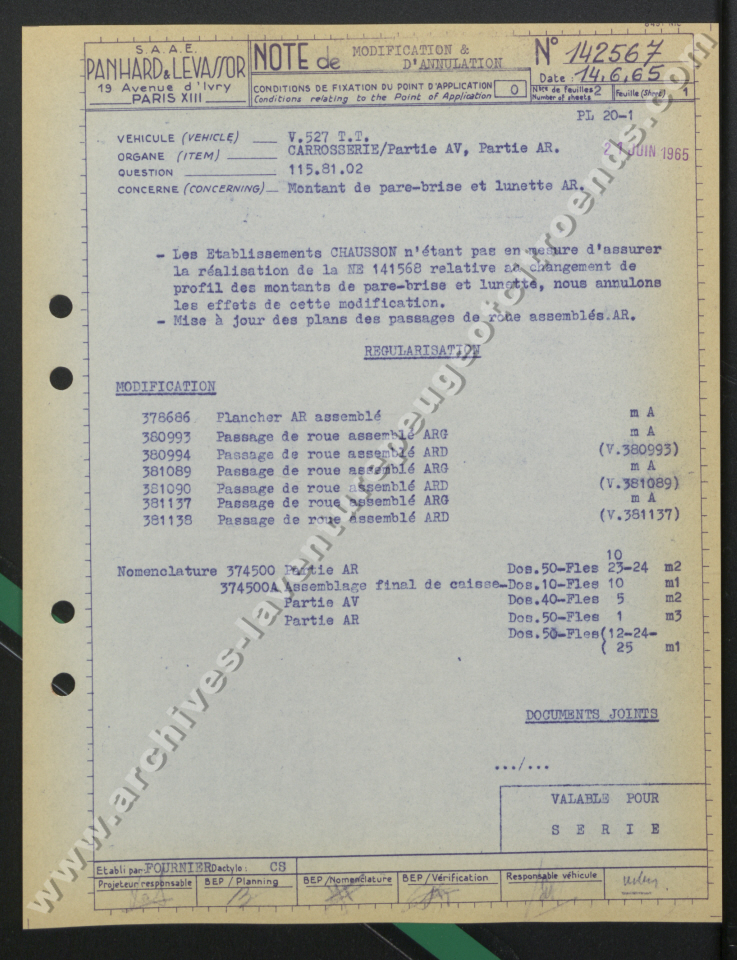 S.A.A.E.
PANHARD & LEVASSOR
19 Avenue d'Ivry
PARIS XIII
NOTE de MODIFICATION &
D'ANNULATION
CONDITIONS DE FIXATION DU POINT D'APPLICATION
Conditions relating to the Point of Application
0
N° 142567
Date : 14.6.65
Nbre de feuilles 2
Number of sheets
Feuille (Sheet) 1
PL 20-1
VEHICULE (VEHICLE) V.527 T.T.
ORGANE (ITEM) CARROSSERIE/Partie AV, Partie AR.
21 JUIN 1965
QUESTION 115.81.02
CONCERNE (CONCERNING) Montant de pare-brise et lunette AR.
- Les Etablissements CHAUSSON n'étant pas en mesure d'assurer
la réalisation de la NE 141568 relative au changement de
profil des montants de pare-brise et lunette, nous annulons
les effets de cette modification.
- Mise à jour des plans des passages de roue assemblés.AR.
REGULARISATION
MODIFICATION
378686 Plancher AR assemblé m A
380993 Passage de roue assemblé ARG m A
380994 Passage de roue assemblé ARD (V.380993)
381089 Passage de roue assemblé ARG m A
381090 Passage de roue assemblé ARD (V.381089)
381137 Passage de roue assemblé ARG m A
381138 Passage de roue assemblé ARD (V.381137)
10
Nomenclature 374500 Partie AR Dos.50-Fles 23-24 m2
374500A Assemblage final de caisse-Dos.10-Fles 10 m1
Partie AV Dos.40-Fles 5 m2
Partie AR Dos.50-Fles 1 m3
Dos.50-Fles(12-24-
( 25 m1
DOCUMENTS JOINTS
.../...
VALABLE POUR
S E R I E
Etabli par: FOURNIER Dactylo: CS
Projeteur responsable
BEP / Planning
BEP / Nomenclature
BEP / Vérification
Responsable véhicule
www.archives-laventurepeugeotcitroends.com